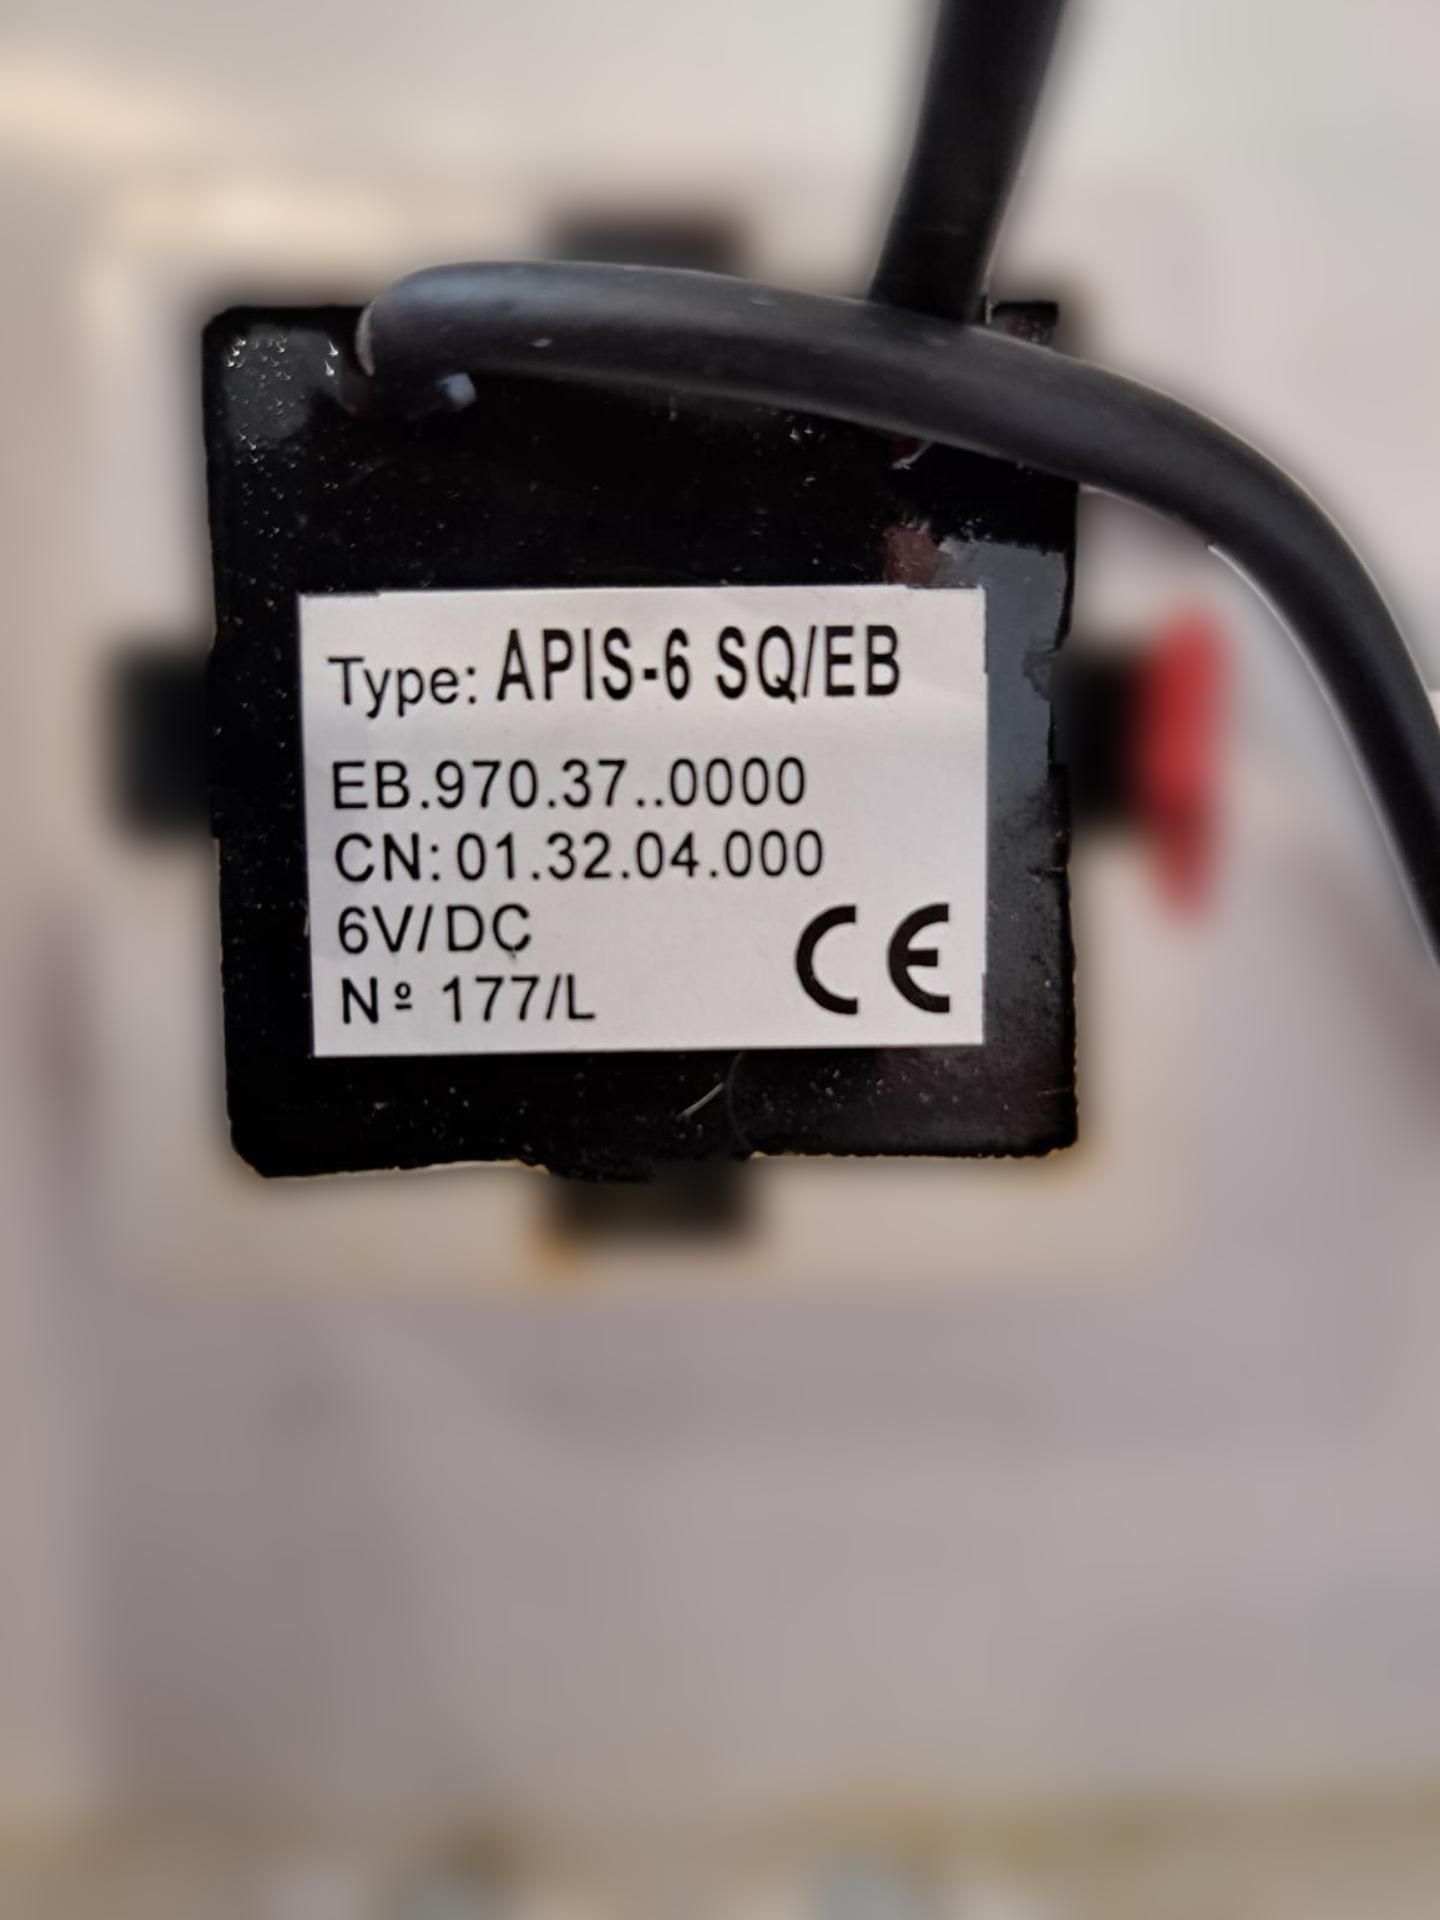 Type: APIS-6 SQ/EB
EB.970.37..0000
CN: 01.32.04.000
6V/DC
Nº 177/L
CE